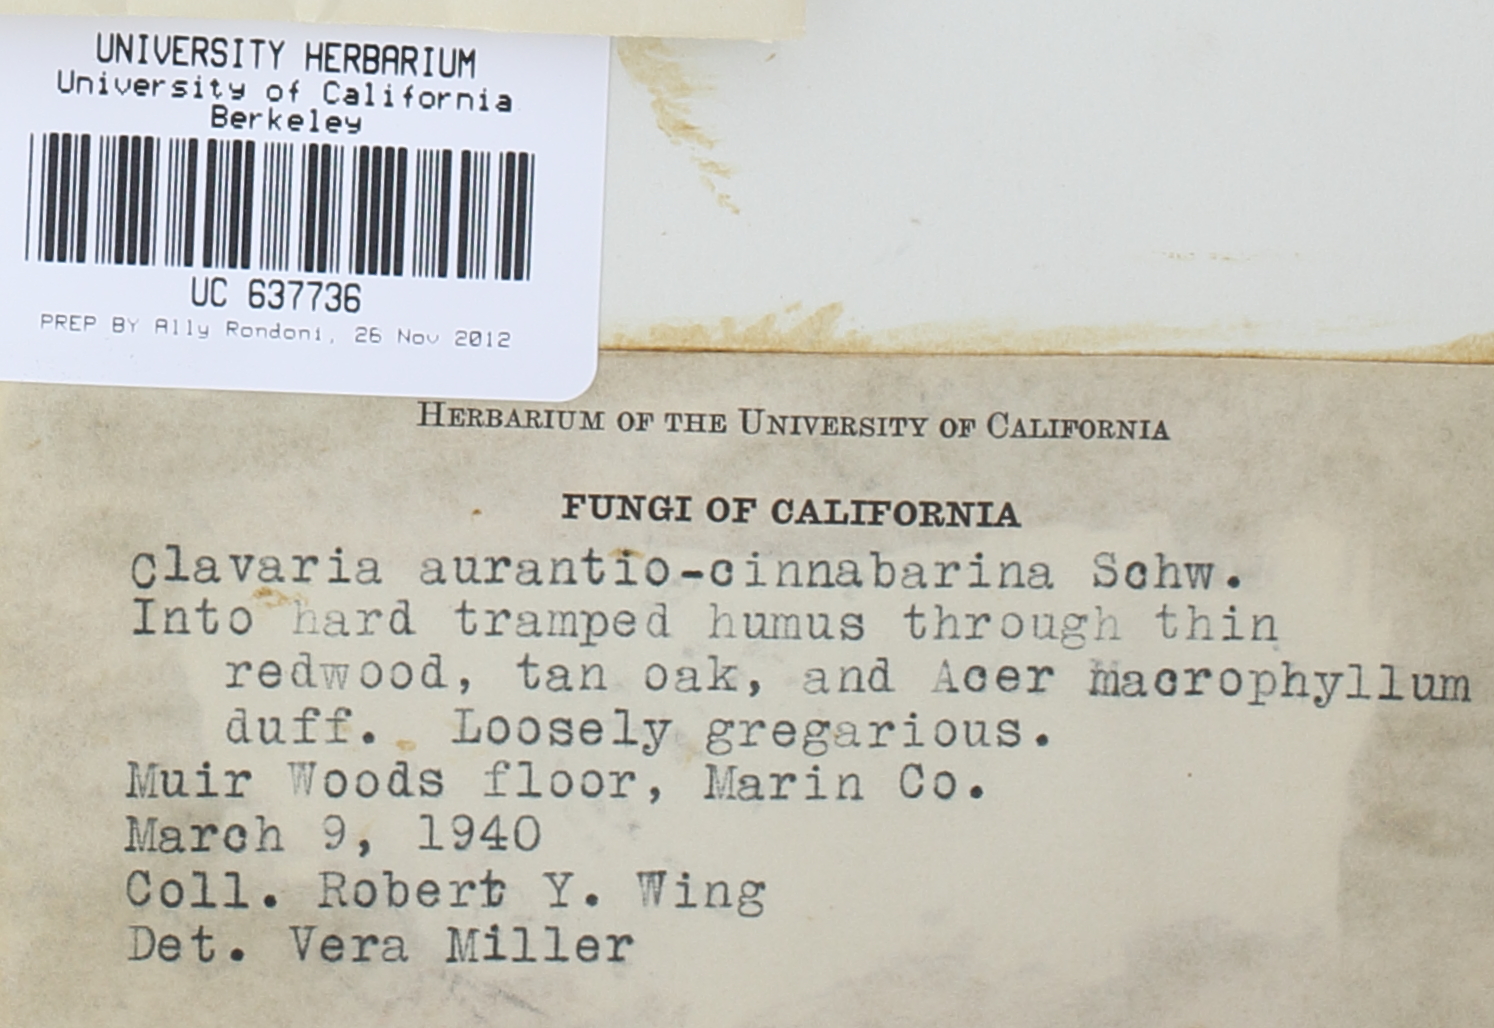 UNIVERSITY HERBARIUM
University of California
Berkeley
UC 637736
PREP BY Ally Rondoni, 26 Nov 2012
HERBARIUM OF THE UNIVERSITY OF CALIFORNIA
FUNGI OF CALIFORNIA
Clavaria aurantio-cinnabarina Schw.
Into hard tramped humus through thin
redwood, tan oak, and Acer macrophyllum
duff. Loosely gregarious.
Muir Woods floor, Marin Co.
March 9, 1940
Coll. Robert Y. Wing
Det. Vera Miller